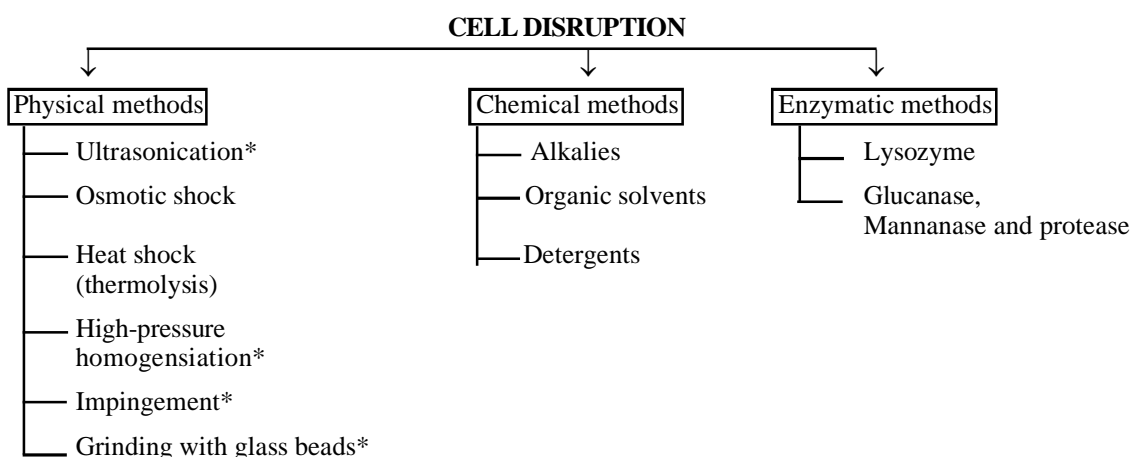 CELL DISRUPTION
Physical methods
Ultrasonication*
Osmotic shock
Heat shock
(thermolysis)
High-pressure
homogensiation*
Impingement*
Grinding with glass beads*
Chemical methods
Alkalies
Organic solvents
Detergents
Enzymatic methods
Lysozyme
Glucanase,
Mannanase and protease